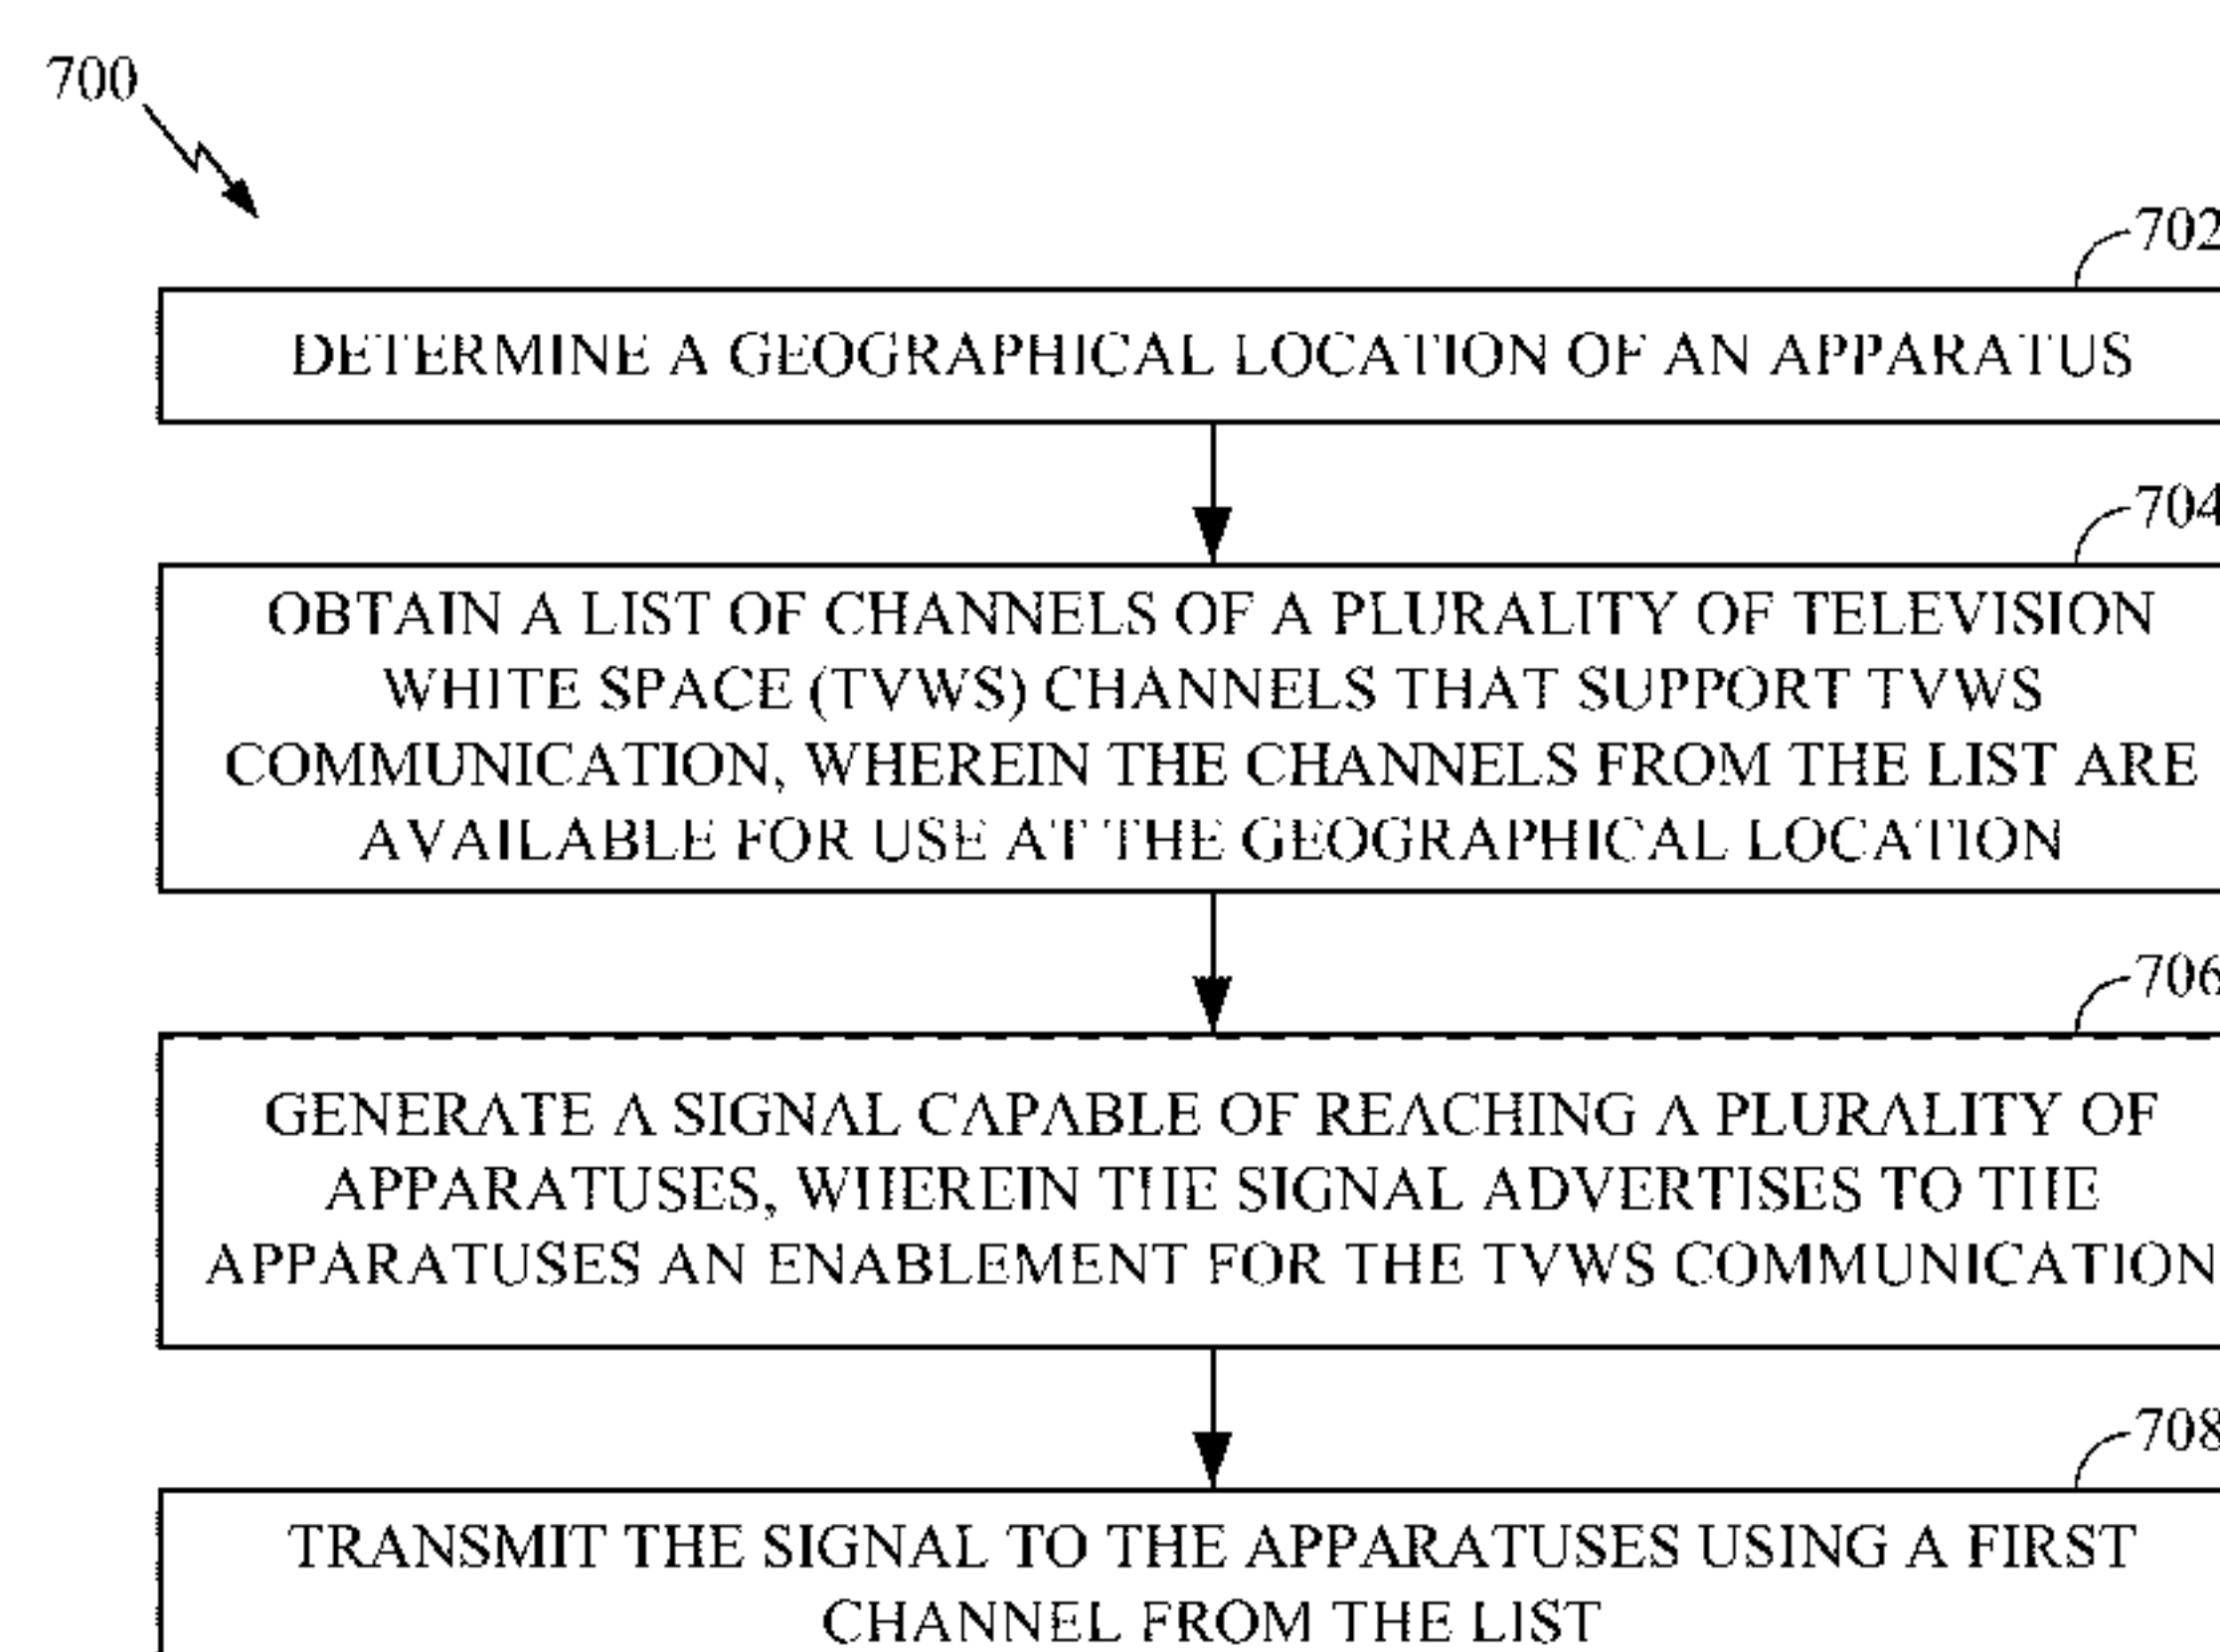 700
702
DETERMINE A GEOGRAPHICAL LOCATION OF AN APPARATUS
704
OBTAIN A LIST OF CHANNELS OF A PLURALITY OF TELEVISION
WHITE SPACE (TVWS) CHANNELS THAT SUPPORT TVWS
COMMUNICATION, WHEREIN THE CHANNELS FROM THE LIST ARE
AVAILABLE FOR USE AT THE GEOGRAPHICAL LOCATION
706
GENERATE A SIGNAL CAPABLE OF REACHING A PLURALITY OF
APPARATUSES, WHEREIN THE SIGNAL ADVERTISES TO THE
APPARATUSES AN ENABLEMENT FOR THE TVWS COMMUNICATION
708
TRANSMIT THE SIGNAL TO THE APPARATUSES USING A FIRST
CHANNEL FROM THE LIST